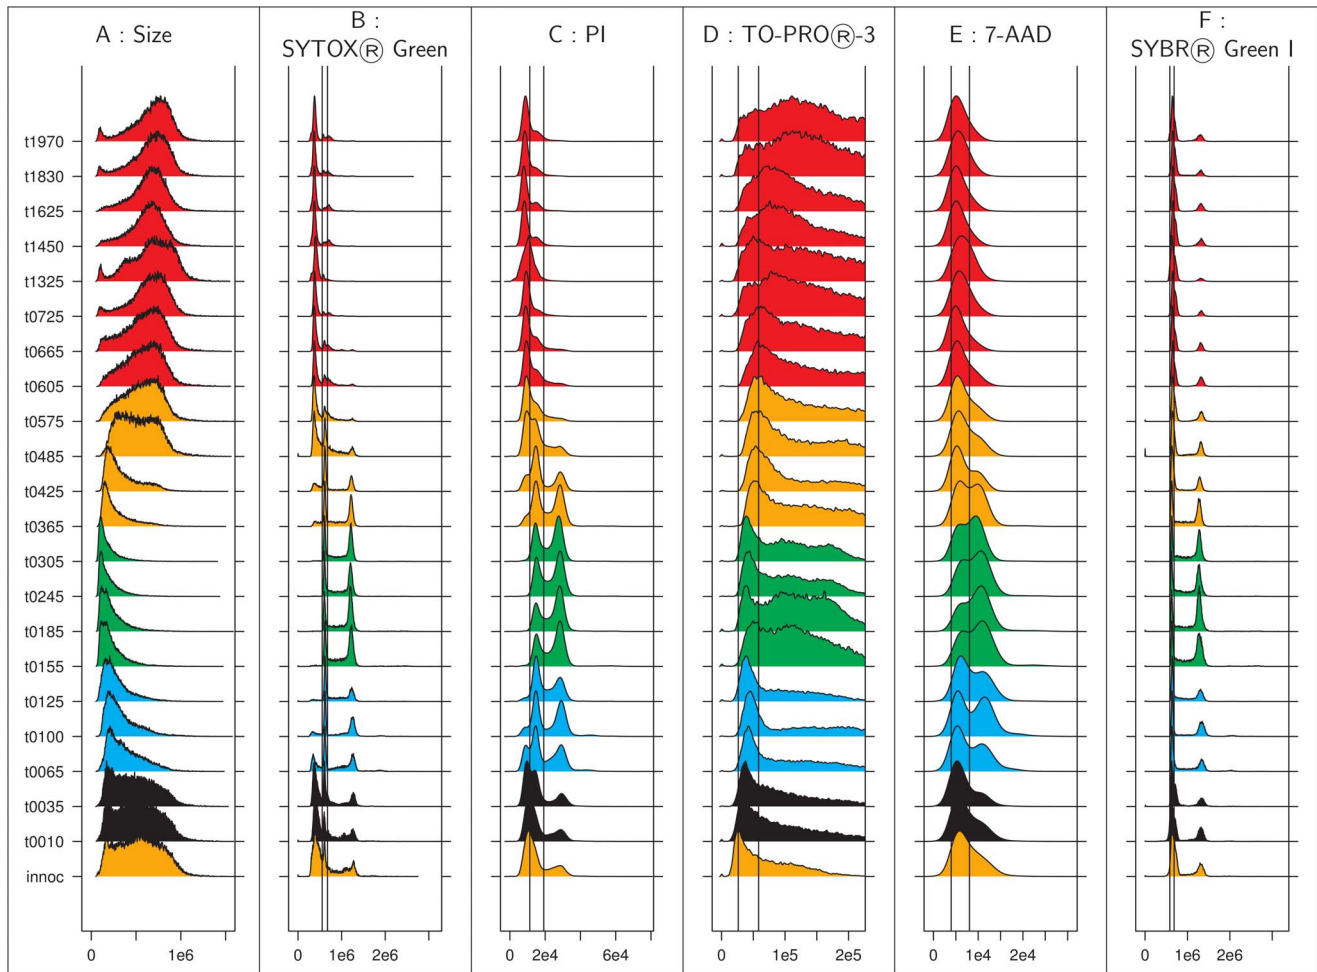 A : Size
B :
SYTOX® Green
C : PI
D : TO-PRO®-3
E : 7-AAD
F :
SYBR® Green I
t1970
t1830
t1625
t1450
t1325
t0725
t0665
t0605
t0575
t0485
t0425
t0365
t0305
t0245
t0185
t0155
t0125
t0100
t0065
t0035
t0010
innoc
0 1e6
0 1e6 2e6
0 2e4 6e4
0 1e5 2e5
0 1e4 2e4
0 1e6 2e6